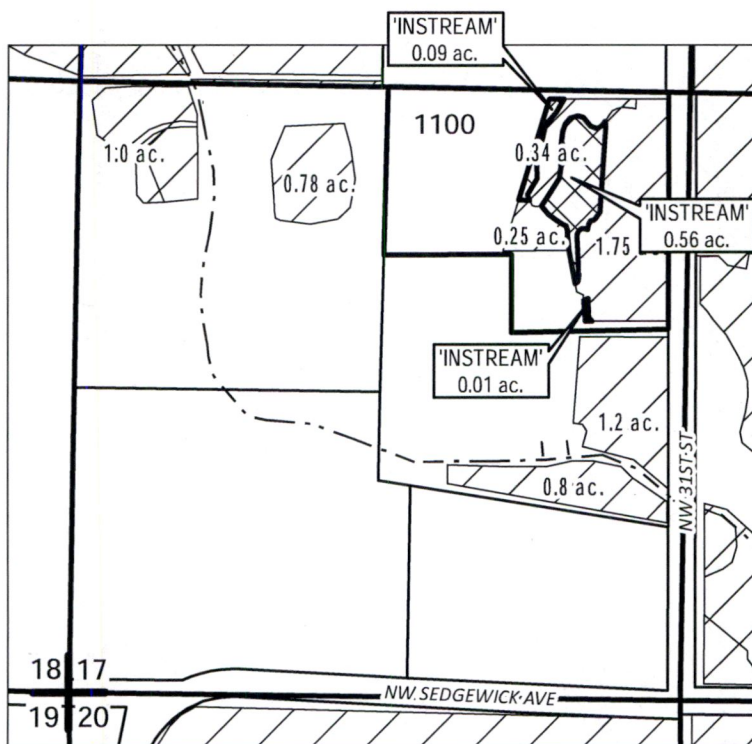 'INSTREAM'
0.09 ac.
1100
1.0 ac.
0.34 ac.
0.78 ac.
'INSTREAM'
0.56 ac.
0.25 ac.
1.75
'INSTREAM'
0.01 ac.
1.2 ac.
0.8 ac.
NW 31ST ST
18 17
19 20
NW SEDGEWICK AVE